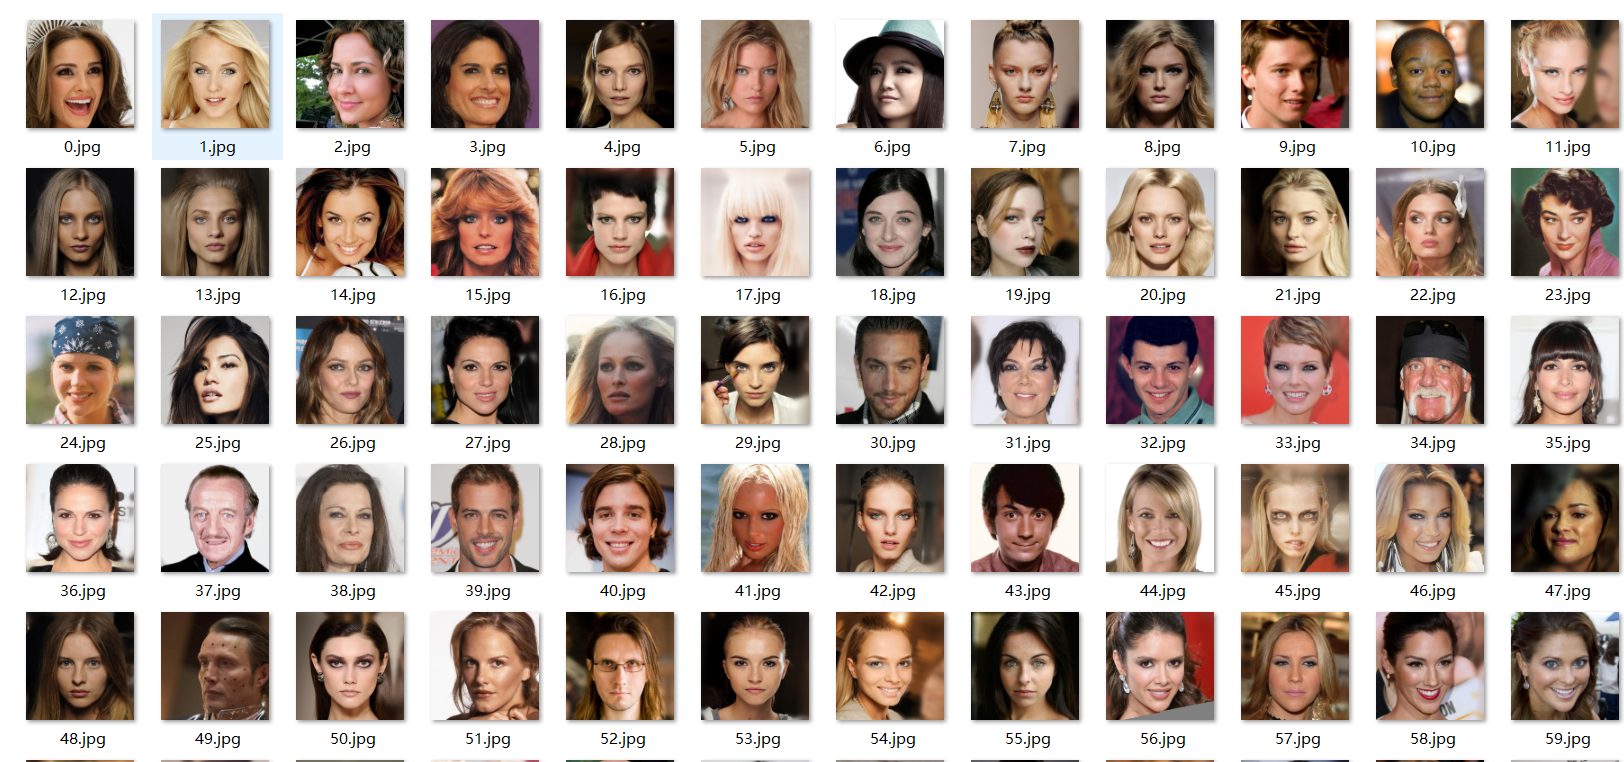 0.jpg 1.jpg 2.jpg 3.jpg 4.jpg 5.jpg 6.jpg 7.jpg 8.jpg 9.jpg 10.jpg 11.jpg
12.jpg 13.jpg 14.jpg 15.jpg 16.jpg 17.jpg 18.jpg 19.jpg 20.jpg 21.jpg 22.jpg 23.jpg
24.jpg 25.jpg 26.jpg 27.jpg 28.jpg 29.jpg 30.jpg 31.jpg 32.jpg 33.jpg 34.jpg 35.jpg
36.jpg 37.jpg 38.jpg 39.jpg 40.jpg 41.jpg 42.jpg 43.jpg 44.jpg 45.jpg 46.jpg 47.jpg
48.jpg 49.jpg 50.jpg 51.jpg 52.jpg 53.jpg 54.jpg 55.jpg 56.jpg 57.jpg 58.jpg 59.jpg